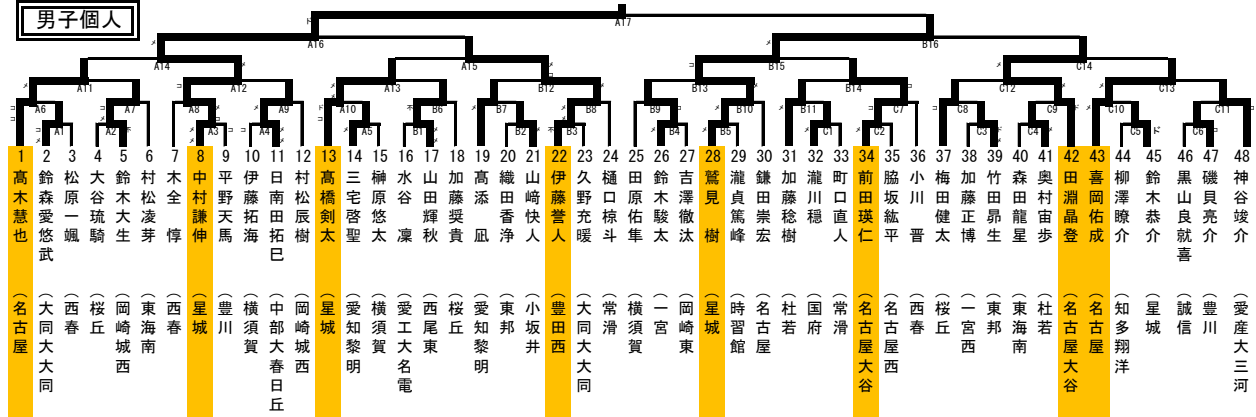 男子個人
A17
A16
B16
A14
A15
B15
C14
A11
A12
A13
B12
B13
B14
C12
C13
A6
A7
A8
A9
A10
B6
B7
B8
B9
B10
B11
C7
C8
C9
C10
C11
A1
A2
A3
A4
A5
B1
B2
B3
B4
B5
C1
C2
C3
C4
C5
C6
1 髙木慧也 (名古屋
2 鈴森愛悠武 (大同大大同
3 松原一颯 (西春
4 大谷琉騎 (桜丘
5 鈴木大生 (岡崎城西
6 村松凌芽 (東海南
7 木全惇 (西春
8 中村謙伸 (星城
9 平野天馬 (豊川
10 伊藤拓海 (横須賀
11 日南田拓巳 (中部大春日丘
12 村松辰樹 (岡崎城西
13 髙橋剣太 (星城
14 三宅啓聖 (愛知黎明
15 榊原悠太 (横須賀
16 水谷凜 (愛工大名電
17 山田輝秋 (西尾東
18 加藤奨貴 (桜丘
19 髙添凪 (愛知黎明
20 織田香浄 (東邦
21 山﨑快人 (小坂井
22 伊藤誉人 (豊田西
23 久野充暖 (大同大大同
24 樋口椋斗 (常滑
25 田原佑隼 (横須賀
26 鈴木駿太 (一宮
27 吉澤徹汰 (岡崎東
28 鷲見樹 (星城
29 瀧貞篤峰 (時習館
30 鎌田崇宏 (名古屋
31 加藤稔樹 (杜若
32 瀧川穏 (国府
33 町口直人 (常滑
34 前田瑛仁 (名古屋大谷
35 脇坂紘平 (名古屋西
36 小川晋 (西春
37 梅田健太 (桜丘
38 加藤正博 (一宮西
39 竹田昴生 (東邦
40 森田龍星 (東海南
41 奥村宙歩 (杜若
42 田淵晶登 (名古屋大谷
43 喜岡佑成 (名古屋
44 柳澤瞭介 (知多翔洋
45 鈴木恭介 (星城
46 黒山良就喜 (誠信
47 磯貝亮介 (豊川
48 神谷竣介 (愛産大三河